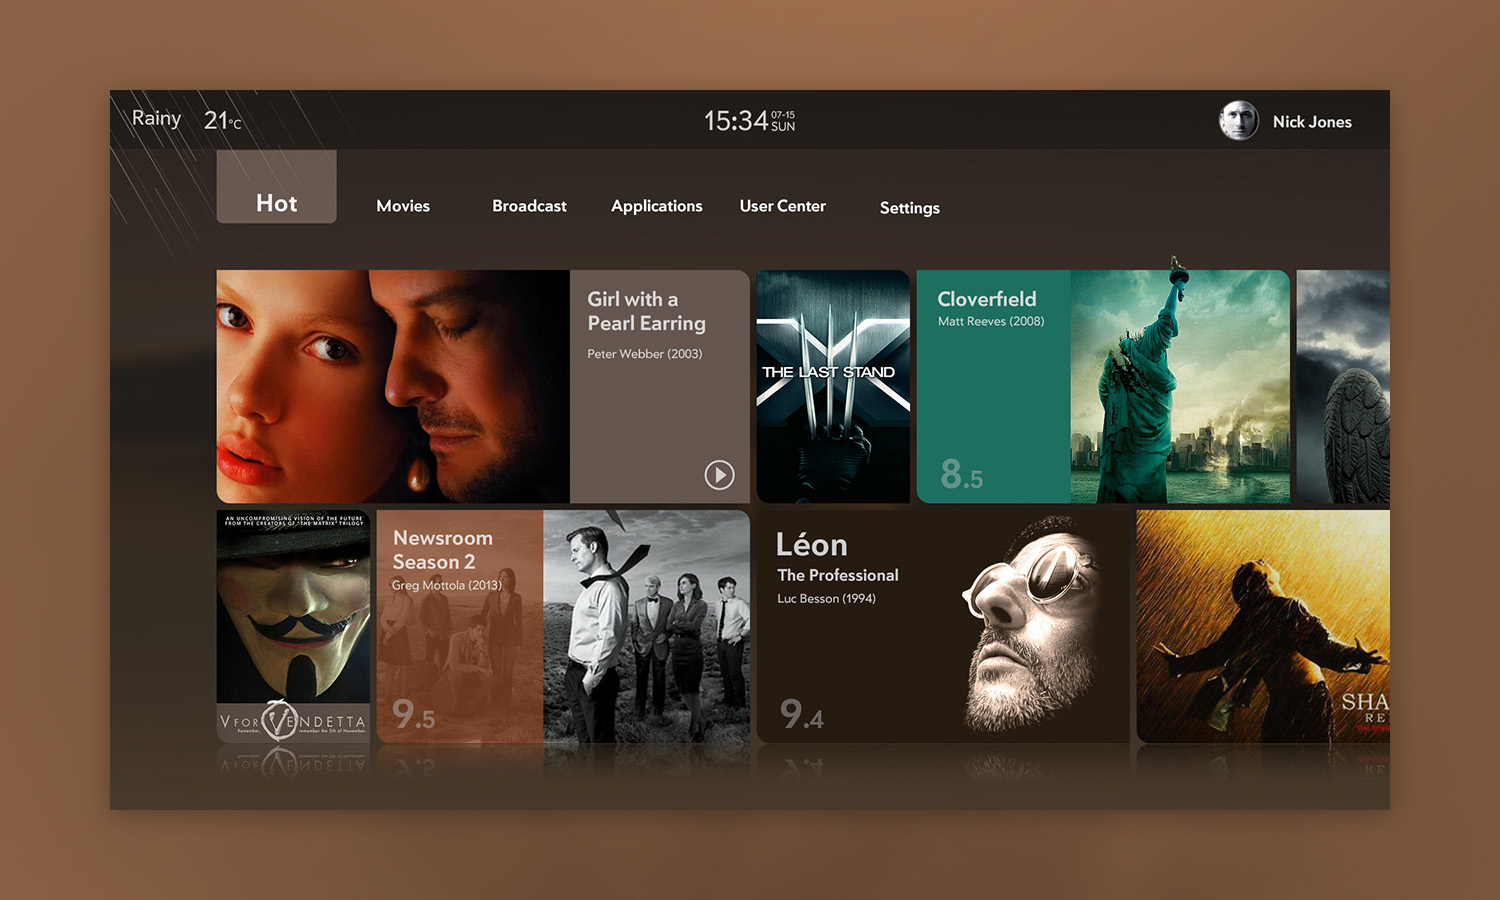 Rainy 21°C
15:34 07-15 SUN
Nick Jones
Hot
Movies
Broadcast
Applications
User Center
Settings
Girl with a
Pearl Earring
Peter Webber (2003)
THE LAST STAND
Cloverfield
Matt Reeves (2008)
8.5
AN UNCOMPROMISING VISION OF THE FUTURE
FROM THE CREATORS OF "THE MATRIX" TRILOGY
V FOR VENDETTA
Remember, remember the 5th of November.
Newsroom
Season 2
Greg Mottola (2013)
9.5
Léon
The Professional
Luc Besson (1994)
9.4
SHA
RE